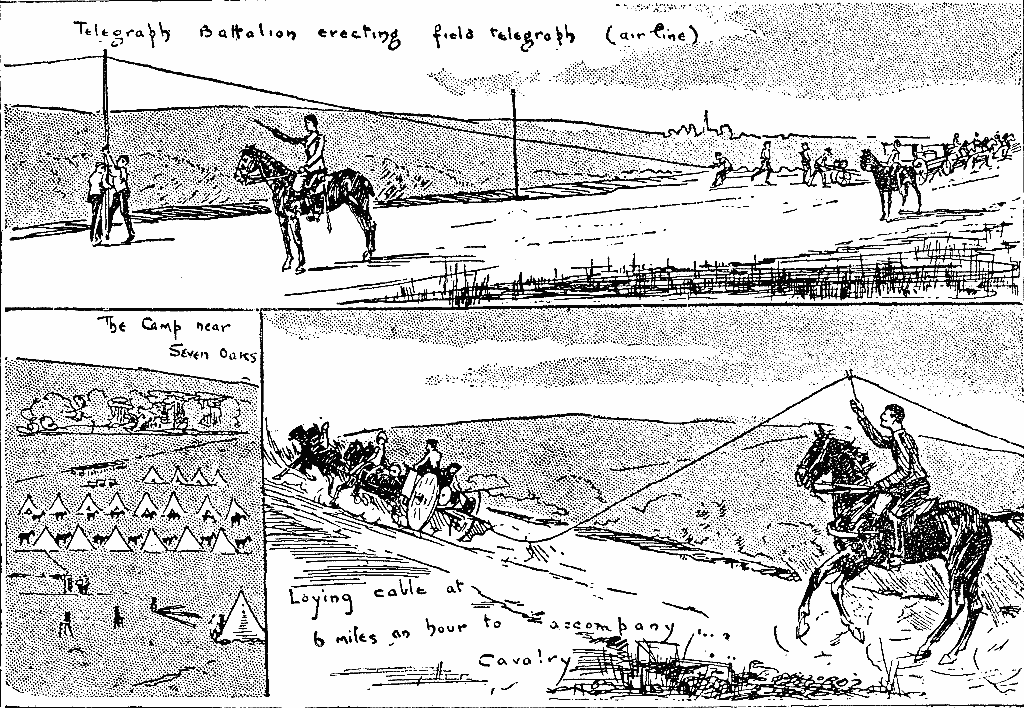 Telegraph Battalion erecting field telegraph (air line)
The Camp near
Seven Oaks
Laying cable at
6 miles an hour to accompany
Cavalry